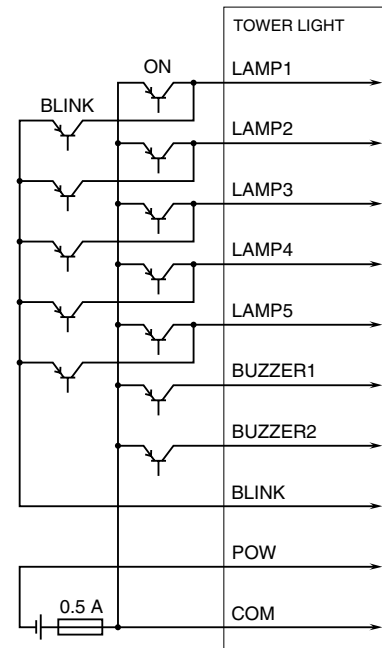 TOWER LIGHT
ON
LAMP1
BLINK
LAMP2
LAMP3
LAMP4
LAMP5
BUZZER1
BUZZER2
BLINK
POW
0.5 A
COM